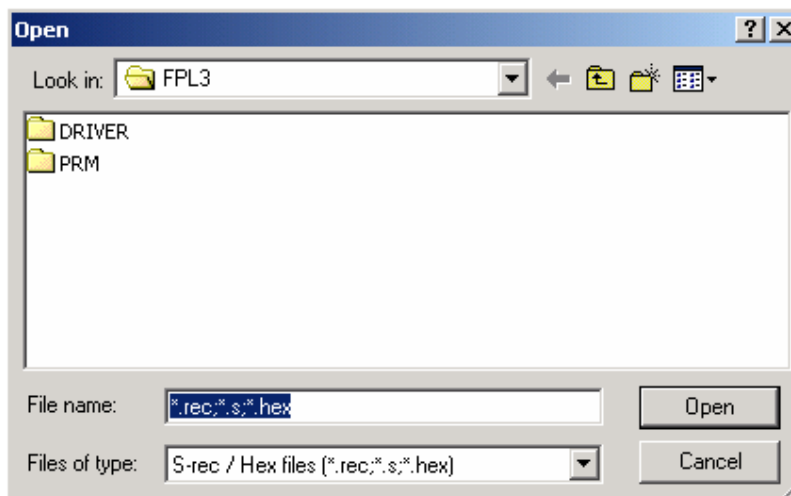 Open
Look in: FPL3
DRIVER
PRM
File name: *.rec;*.s;*.hex Open
Files of type: S-rec / Hex files (*.rec;*.s;*.hex) Cancel